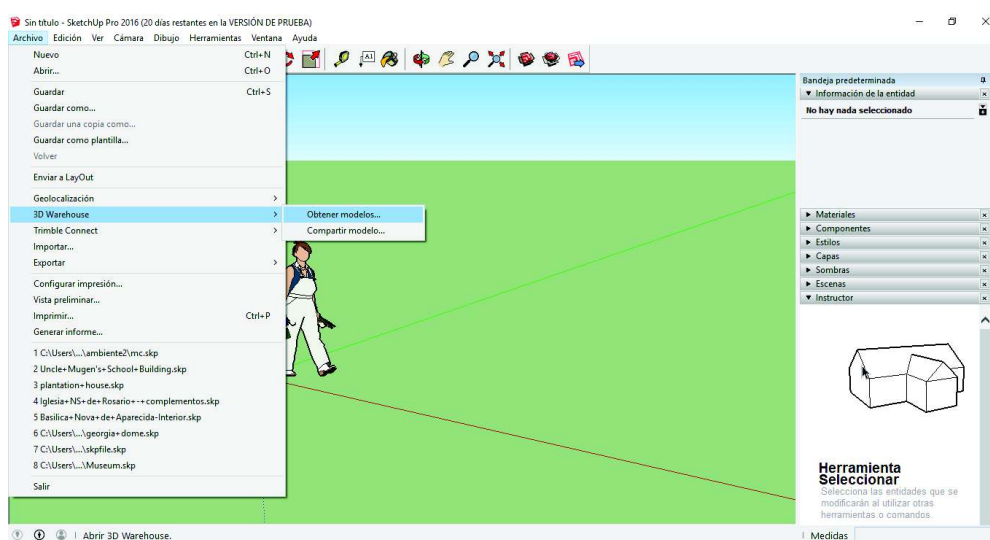 Sin título - SketchUp Pro 2016 (20 días restantes en la VERSIÓN DE PRUEBA)
Archivo Edición Ver Cámara Dibujo Herramientas Ventana Ayuda
Nuevo Ctrl+N
Abrir... Ctrl+O
Guardar Ctrl+S
Guardar como...
Guardar una copia como...
Guardar como plantilla...
Volver
Enviar a LayOut
Geolocalización
3D Warehouse
Obtener modelos...
Compartir modelo...
Trimble Connect
Importar...
Exportar
Configurar impresión...
Vista preliminar...
Imprimir... Ctrl+P
Generar informe...
1 C:\Users\...\ambiente2\mc.skp
2 Uncle+Mugen's+School+Building.skp
3 plantation+house.skp
4 Iglesia+NS+de+Rosario+-+complementos.skp
5 Basilica+Nova+de+Aparecida-Interior.skp
6 C:\Users\...\georgia+dome.skp
7 C:\Users\...\skpfile.skp
8 C:\Users\...\Museum.skp
Salir
A1
Bandeja predeterminada
Información de la entidad
No hay nada seleccionado
Materiales
Componentes
Estilos
Capas
Sombras
Escenas
Instructor
Herramienta
Seleccionar
Selecciona las entidades que se
modificarán al utilizar otras
herramientas o comandos.
Abrir 3D Warehouse.
Medidas